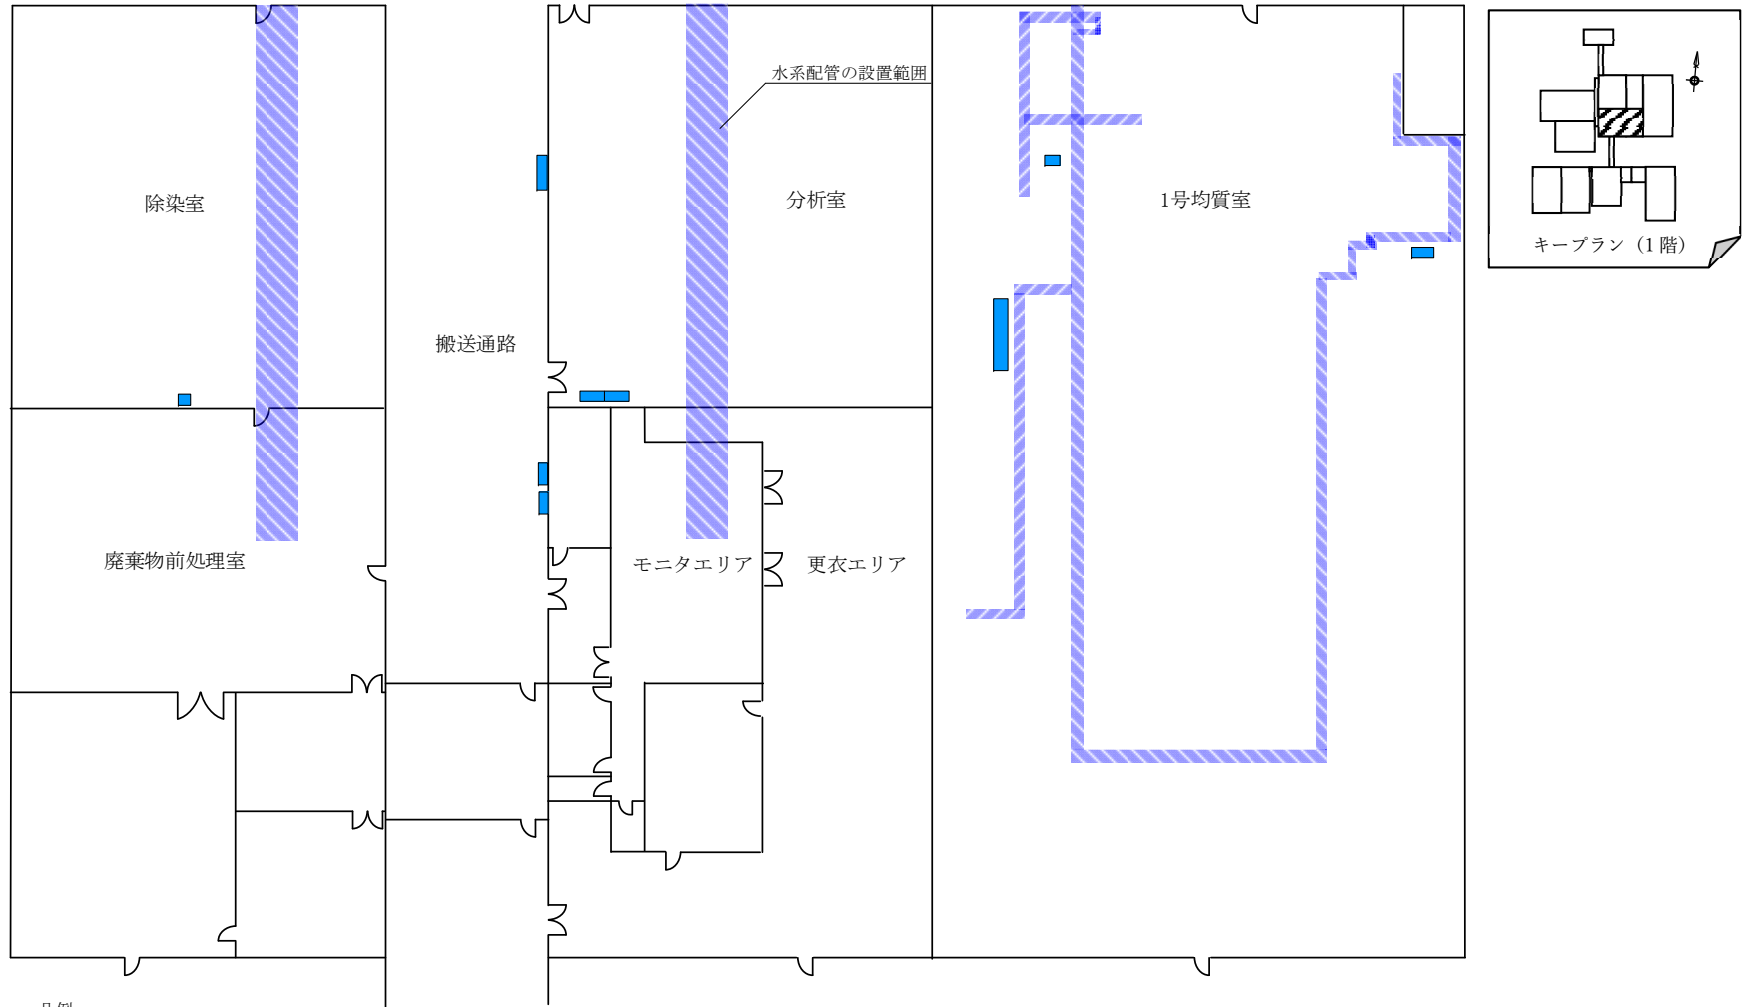 水系配管の設置範囲
除染室
分析室
1号均質室
キープラン（1 階）
搬送通路
廃棄物前処理室
モニタエリア
更衣エリア
凡例